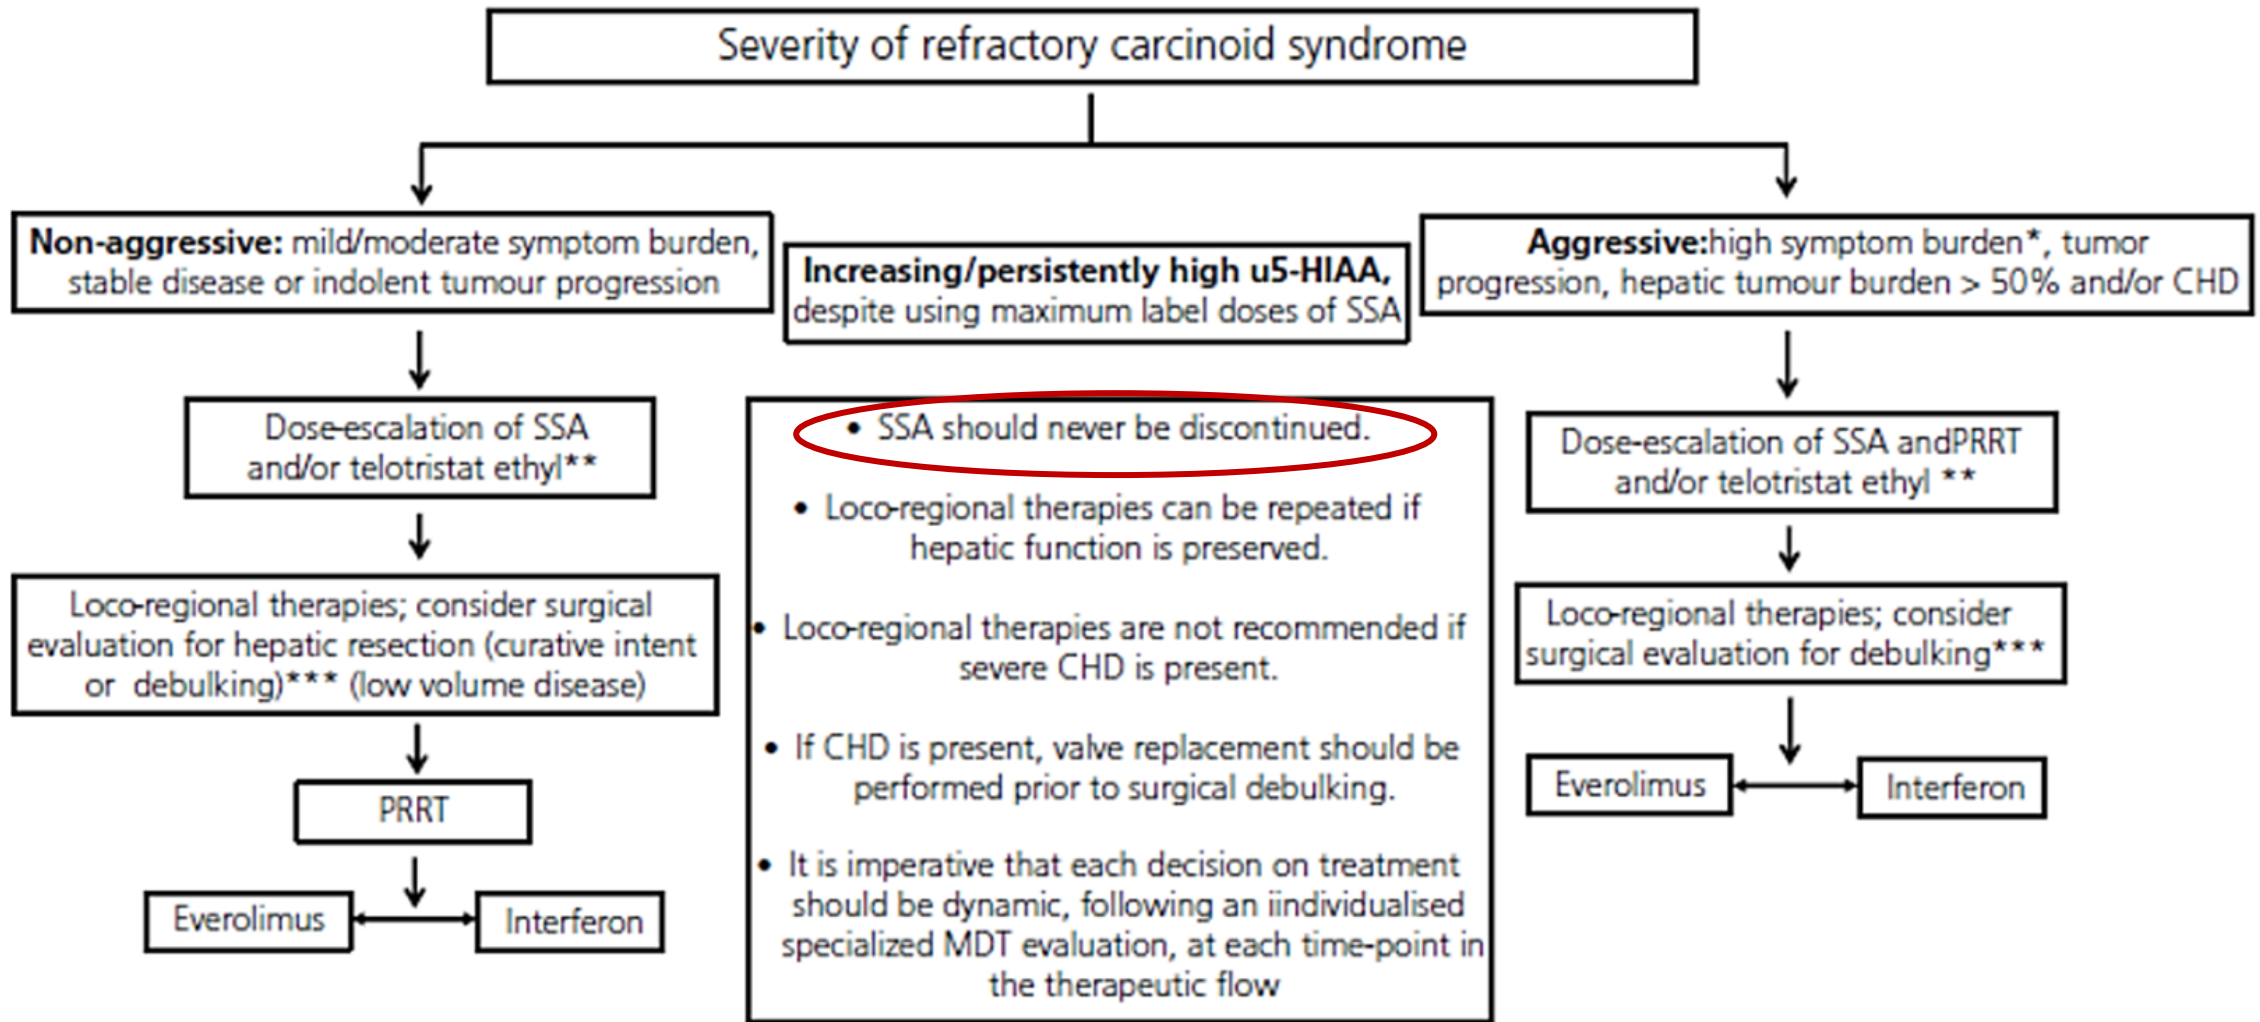 Severity of refractory carcinoid syndrome
Non-aggressive: mild/moderate symptom burden,
stable disease or indolent tumour progression
Increasing/persistently high u5-HIAA,
despite using maximum label doses of SSA
Aggressive:high symptom burden*, tumor
progression, hepatic tumour burden > 50% and/or CHD
Dose-escalation of SSA
and/or telotristat ethyl**
Loco-regional therapies; consider surgical
evaluation for hepatic resection (curative intent
or debulking)*** (low volume disease)
PRRT
Everolimus
Interferon
• SSA should never be discontinued.
• Loco-regional therapies can be repeated if
hepatic function is preserved.
• Loco-regional therapies are not recommended if
severe CHD is present.
• If CHD is present, valve replacement should be
performed prior to surgical debulking.
• It is imperative that each decision on treatment
should be dynamic, following an iindividualised
specialized MDT evaluation, at each time-point in
the therapeutic flow
Dose-escalation of SSA andPRRT
and/or telotristat ethyl **
Loco-regional therapies; consider
surgical evaluation for debulking***
Everolimus
Interferon